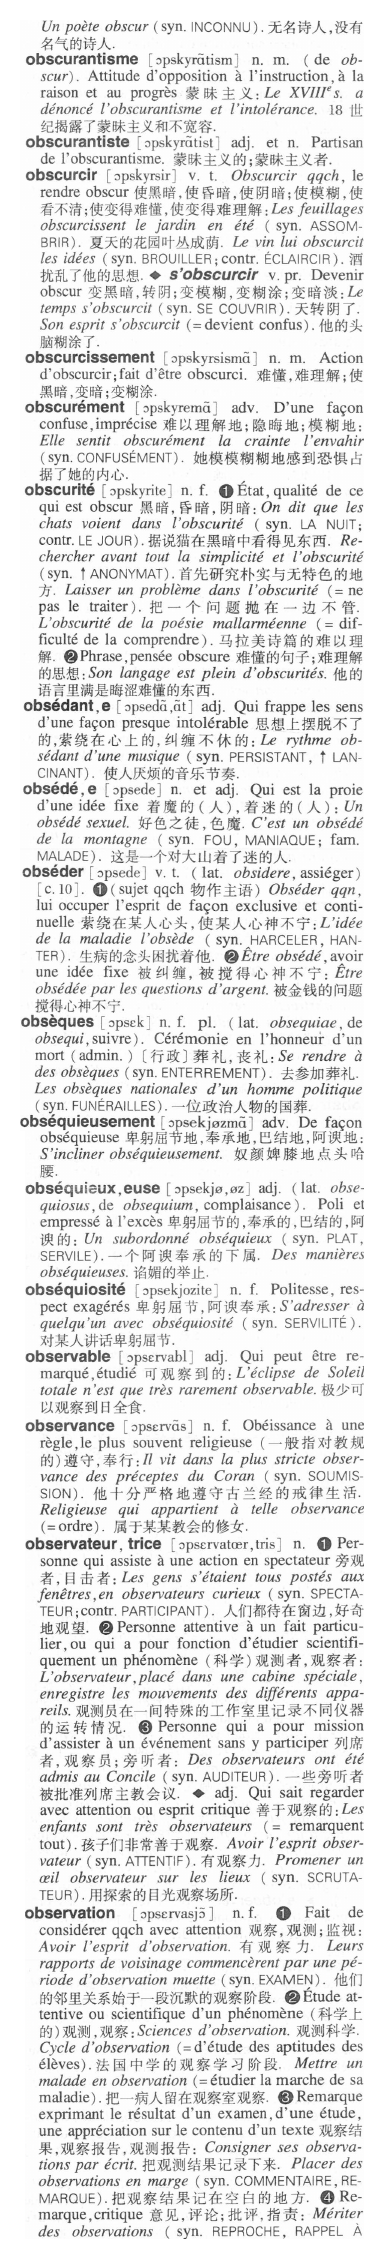 Un poète obscur (syn. INCONNU). 无名诗人,没有
名气的诗人.
obscurantisme [ɔpskyrɑ̃tism] n. m. (de ob-
scur). Attitude d'opposition à l'instruction, à la
raison et au progrès 蒙昧主义: Le XVIIIe s. a
dénoncé l'obscurantisme et l'intolérance. 18 世
纪揭露了蒙昧主义和不宽容.
obscurantiste [ɔpskyrɑ̃tist] adj. et n. Partisan
de l'obscurantisme. 蒙昧主义的;蒙昧主义者.
obscurcir [ɔpskyrsir] v. t. Obscurcir qqch, le
rendre obscur 使黑暗,使昏暗,使阴暗;使模糊,使
看不清;使变得难懂,使变得难理解: Les feuillages
obscurcissent le jardin en été (syn. ASSOM-
BRIR). 夏天的花园叶丛成荫. Le vin lui obscurcit
les idées (syn. BROUILLER; contr. ÉCLAIRCIR). 酒
扰乱了他的思想. ◆ s'obscurcir v. pr. Devenir
obscur 变黑暗,转阴;变模糊,变糊涂;变暗淡: Le
temps s'obscurcit (syn. SE COUVRIR). 天转阴了.
Son esprit s'obscurcit (= devient confus). 他的头
脑糊涂了.
obscurcissement [ɔpskyrsismɑ̃] n. m. Action
d'obscurcir; fait d'être obscurci. 难懂,难理解;使
黑暗,变暗;变糊涂.
obscurément [ɔpskyremɑ̃] adv. D'une façon
confuse, imprécise 难以理解地;隐晦地;模糊地:
Elle sentit obscurément la crainte l'envahir
(syn. CONFUSÉMENT). 她模模糊糊地感到恐惧占
据了她的内心.
obscurité [ɔpskyrite] n. f. ❶ État, qualité de ce
qui est obscur 黑暗,昏暗,阴暗: On dit que les
chats voient dans l'obscurité (syn. LA NUIT;
contr. LE JOUR). 据说猫在黑暗中看得见东西. Re-
chercher avant tout la simplicité et l'obscurité
(syn. ↑ ANONYMAT). 首先研究朴实与无特色的地
方. Laisser un problème dans l'obscurité (= ne
pas le traiter). 把一个问题抛在一边不管.
L'obscurité de la poésie mallarméenne (= dif-
ficulté de la comprendre). 马拉美诗篇的难以理
解. ❷ Phrase, pensée obscure 难懂的句子;难理解
的思想: Son langage est plein d'obscurités. 他的
语言里满是晦涩难懂的东西.
obsédant, e [ɔpsedɑ̃, ɑ̃t] adj. Qui frappe les sens
d'une façon presque intolérable 思想上摆脱不了
的,萦绕在心上的,纠缠不休的: Le rythme ob-
sédant d'une musique (syn. PERSISTANT, ↑ LAN-
CINANT). 使人厌烦的音乐节奏.
obsédé, e [ɔpsede] n. et adj. Qui est la proie
d'une idée fixe 着魔的(人),着迷的(人): Un
obsédé sexuel. 好色之徒,色魔. C'est un obsédé
de la montagne (syn. FOU, MANIAQUE; fam.
MALADE). 这是一个对大山着了迷的人.
obséder [ɔpsede] v. t. (lat. obsidere, assiéger)
[c. 10]. ❶ (sujet qqch 物作主语) Obséder qqn,
lui occuper l'esprit de façon exclusive et conti-
nuelle 萦绕在某人心头,使某人心神不宁: L'idée
de la maladie l'obsède (syn. HARCELER, HAN-
TER). 生病的念头困扰着他. ❷ Être obsédé, avoir
une idée fixe 被纠缠,被搅得心神不宁: Être
obsédée par les questions d'argent. 被金钱的问题
搅得心神不宁.
obsèques [ɔpsɛk] n. f. pl. (lat. obsequiae, de
obsequi, suivre). Cérémonie en l'honneur d'un
mort (admin.) [行政] 葬礼,丧礼: Se rendre à
des obsèques (syn. ENTERREMENT). 去参加葬礼.
Les obsèques nationales d'un homme politique
(syn. FUNÉRAILLES). 一位政治人物的国葬.
obséquieusement [ɔpsekjøzmɑ̃] adv. De façon
obséquieuse 卑躬屈节地,奉承地,巴结地,阿谀地:
S'incliner obséquieusement. 奴颜婢膝地点头哈
腰.
obséquieux, euse [ɔpsekjø, øz] adj. (lat. obse-
quiosus, de obsequium, complaisance). Poli et
empressé à l'excès 卑躬屈节的,奉承的,巴结的,阿
谀的: Un subordonné obséquieux (syn. PLAT,
SERVILE). 一个阿谀奉承的下属. Des manières
obséquieuses. 谄媚的举止.
obséquiosité [ɔpsekjozite] n. f. Politesse, res-
pect exagérés 卑躬屈节,阿谀奉承: S'adresser à
quelqu'un avec obséquiosité (syn. SERVILITÉ).
对某人讲话卑躬屈节.
observable [ɔpsɛrvabl] adj. Qui peut être re-
marqué, étudié 可观察到的: L'éclipse de Soleil
totale n'est que très rarement observable. 极少可
以观察到日全食.
observance [ɔpsɛrvɑ̃s] n. f. Obéissance à une
règle, le plus souvent religieuse (一般指对教规
的)遵守,奉行: Il vit dans la plus stricte obser-
vance des préceptes du Coran (syn. SOUMIS-
SION). 他十分严格地遵守古兰经的戒律生活.
Religieuse qui appartient à telle observance
(= ordre). 属于某某教会的修女.
observateur, trice [ɔpsɛrvatœr, tris] n. ❶ Per-
sonne qui assiste à une action en spectateur 旁观
者,目击者: Les gens s'étaient tous postés aux
fenêtres, en observateurs curieux (syn. SPECTA-
TEUR; contr. PARTICIPANT). 人们都待在窗边,好奇
地观望. ❷ Personne attentive à un fait particu-
lier, ou qui a pour fonction d'étudier scientifi-
quement un phénomène (科学)观测者,观察者:
L'observateur, placé dans une cabine spéciale,
enregistre les mouvements des différents appa-
reils. 观测员在一间特殊的工作室里记录不同仪器
的运转情况. ❸ Personne qui a pour mission
d'assister à un événement sans y participer 列席
者,观察员;旁听者: Des observateurs ont été
admis au Concile (syn. AUDITEUR). 一些旁听者
被批准列席主教会议. ◆ adj. Qui sait regarder
avec attention ou esprit critique 善于观察的: Les
enfants sont très observateurs (= remarquent
tout). 孩子们非常善于观察. Avoir l'esprit obser-
vateur (syn. ATTENTIF). 有观察力. Promener un
œil observateur sur les lieux (syn. SCRUTA-
TEUR). 用探索的目光观察场所.
observation [ɔpsɛrvasjɔ̃] n. f. ❶ Fait de
considérer qqch avec attention 观察,观测;监视:
Avoir l'esprit d'observation. 有观察力. Leurs
rapports de voisinage commencèrent par une pé-
riode d'observation muette (syn. EXAMEN). 他们
的邻里关系始于一段沉默的观察阶段. ❷ Étude at-
tentive ou scientifique d'un phénomène (科学上
的)观测,观察: Sciences d'observation. 观测科学.
Cycle d'observation (= d'étude des aptitudes des
élèves). 法国中学的观察学习阶段. Mettre un
malade en observation (= étudier la marche de sa
maladie). 把一病人留在观察室观察. ❸ Remarque
exprimant le résultat d'un examen, d'une étude,
une appréciation sur le contenu d'un texte 观察结
果,观察报告,观测报告: Consigner ses observa-
tions par écrit. 把观测结果记录下来. Placer des
observations en marge (syn. COMMENTAIRE, RE-
MARQUE). 把观察结果记在空白的地方. ❹ Re-
marque, critique 意见,评论;批评,指责: Mériter
des observations (syn. REPROCHE, RAPPEL À